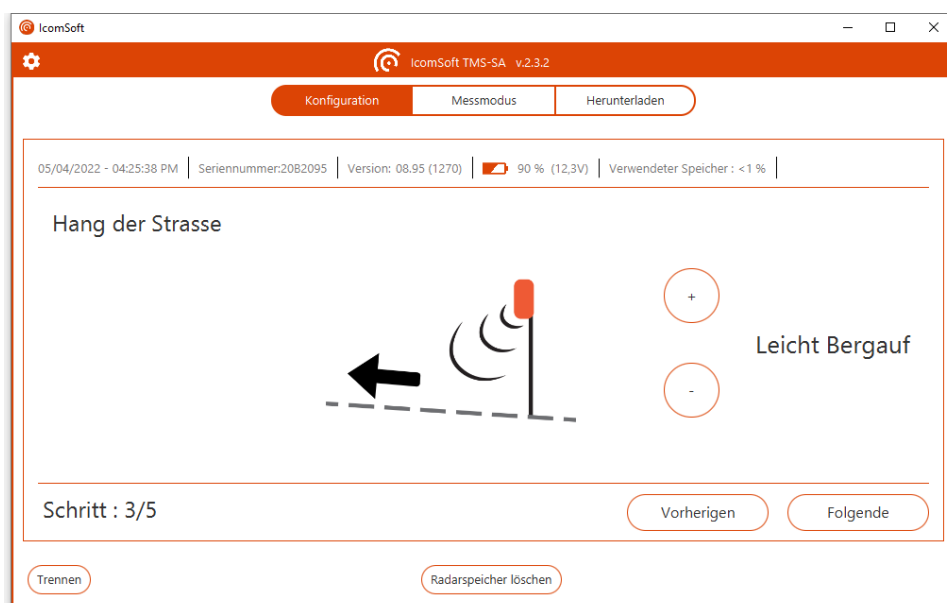 IcomSoft
IcomSoft TMS-SA v.2.3.2
Konfiguration Messmodus Herunterladen
05/04/2022 - 04:25:38 PM Seriennummer:20B2095 Version: 08.95 (1270) 90 % (12,3V) Verwendeter Speicher : <1 %
Hang der Strasse
+
Leicht Bergauf
-
Schritt : 3/5 Vorherigen Folgende
Trennen Radarspeicher löschen